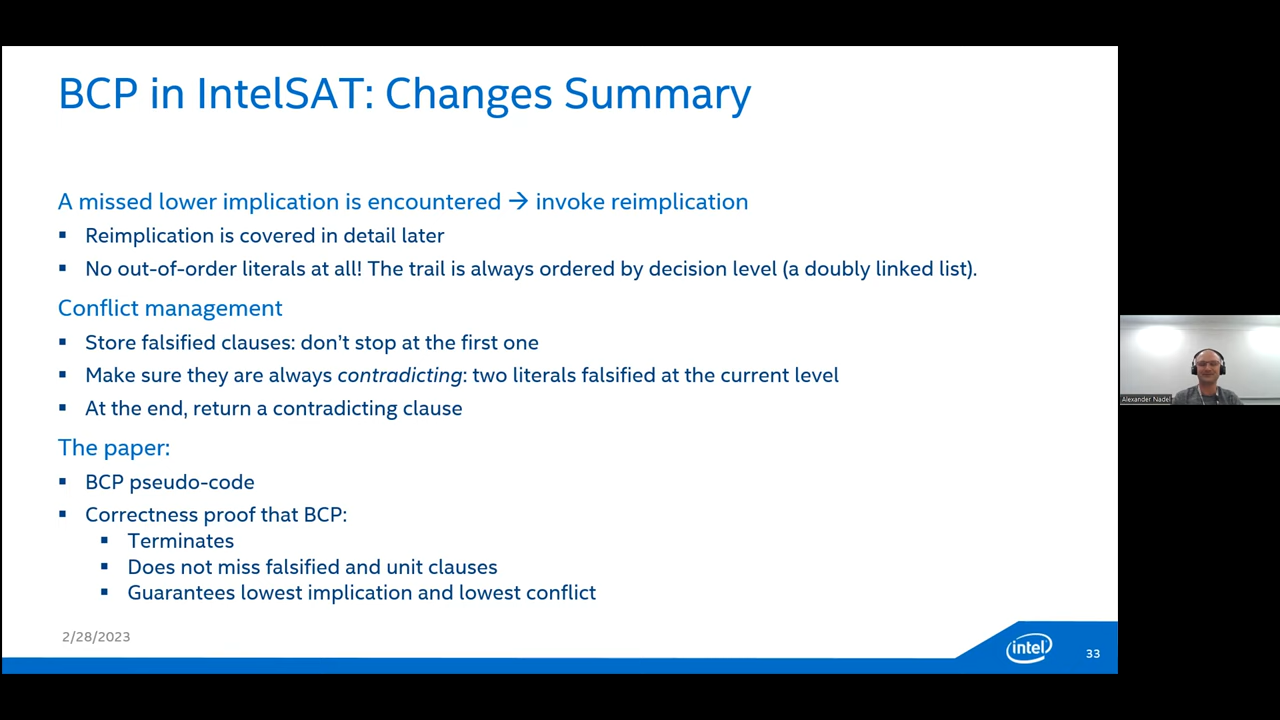 BCP in IntelSAT: Changes Summary
A missed lower implication is encountered → invoke reimplication
▪ Reimplication is covered in detail later
▪ No out-of-order literals at all! The trail is always ordered by decision level (a doubly linked list).
Conflict management
▪ Store falsified clauses: don’t stop at the first one
▪ Make sure they are always contradicting: two literals falsified at the current level
▪ At the end, return a contradicting clause
The paper:
▪ BCP pseudo-code
▪ Correctness proof that BCP:
▪ Terminates
▪ Does not miss falsified and unit clauses
▪ Guarantees lowest implication and lowest conflict
2/28/2023
intel
33
Alexander Nadel